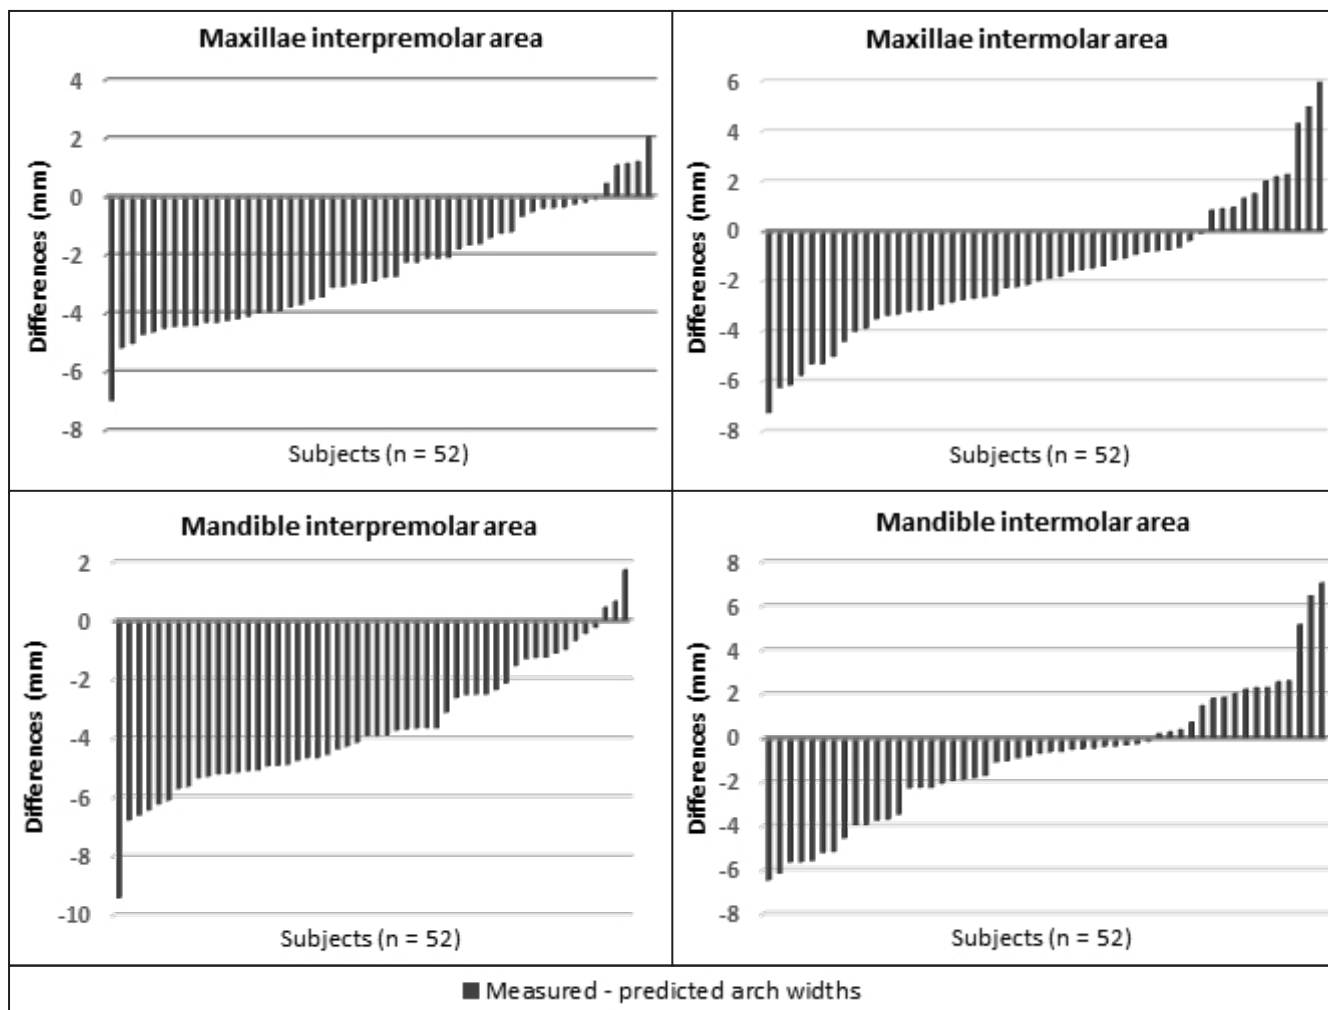 Maxillae interpremolar area
Differences (mm)
4
2
0
-2
-4
-6
-8
Subjects (n = 52)
Maxillae intermolar area
Differences (mm)
6
4
2
0
-2
-4
-6
-8
Subjects (n = 52)
Mandible interpremolar area
Differences (mm)
2
0
-2
-4
-6
-8
-10
Subjects (n = 52)
Mandible intermolar area
Differences (mm)
8
6
4
2
0
-2
-4
-6
-8
Subjects (n = 52)
Measured - predicted arch widths